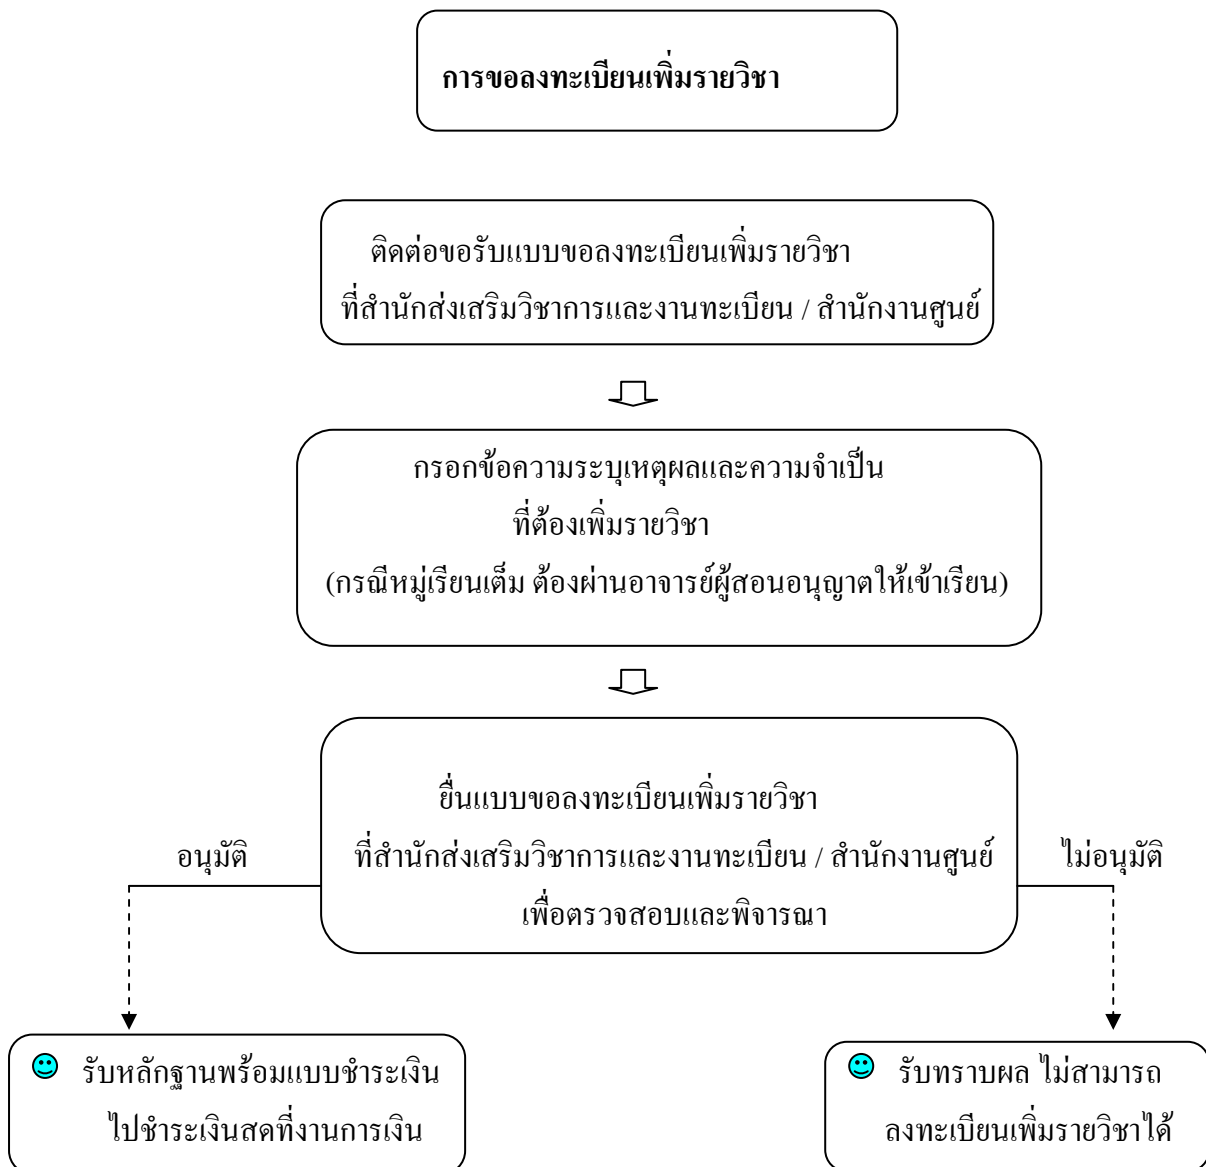 การขอลงทะเบียนเพิ่มรายวิชา
ติดต่อขอรับแบบขอลงทะเบียนเพิ่มรายวิชา
ที่สำนักส่งเสริมวิชาการและงานทะเบียน / สำนักงานศูนย์
กรอกข้อความระบุเหตุผลและความจำเป็น
ที่ต้องเพิ่มรายวิชา
(กรณีหมู่เรียนเต็ม ต้องผ่านอาจารย์ผู้สอนอนุญาตให้เข้าเรียน)
ยื่นแบบขอลงทะเบียนเพิ่มรายวิชา
ที่สำนักส่งเสริมวิชาการและงานทะเบียน / สำนักงานศูนย์
เพื่อตรวจสอบและพิจารณา
อนุมัติ
ไม่อนุมัติ
รับหลักฐานพร้อมแบบชำระเงิน
ไปชำระเงินสดที่งานการเงิน
รับทราบผล ไม่สามารถ
ลงทะเบียนเพิ่มรายวิชาได้